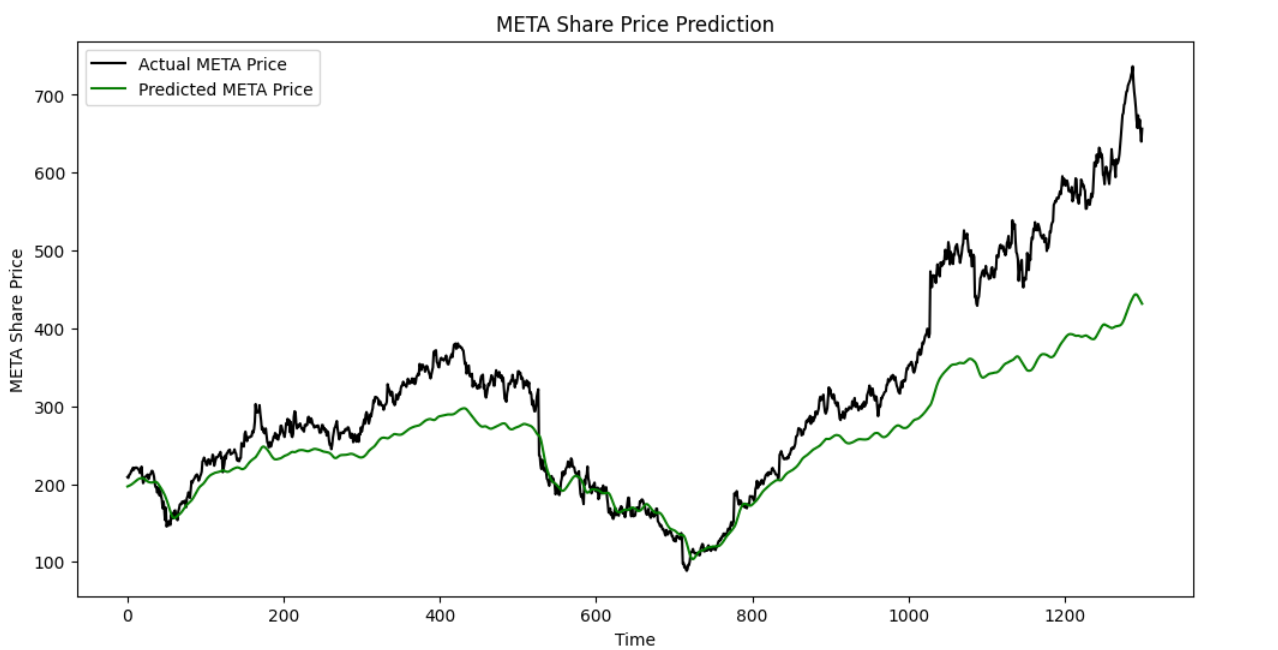 META Share Price Prediction
Actual META Price
Predicted META Price
META Share Price
700
600
500
400
300
200
100
0 200 400 600 800 1000 1200
Time